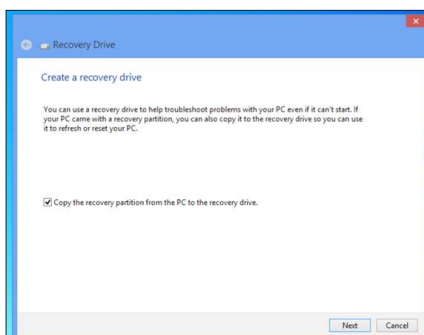 Recovery Drive
Create a recovery drive
You can use a recovery drive to help troubleshoot problems with your PC even if it can't start. If
your PC came with a recovery partition, you can also copy it to the recovery drive so you can use
it to refresh or reset your PC.
Copy the recovery partition from the PC to the recovery drive.
Next Cancel